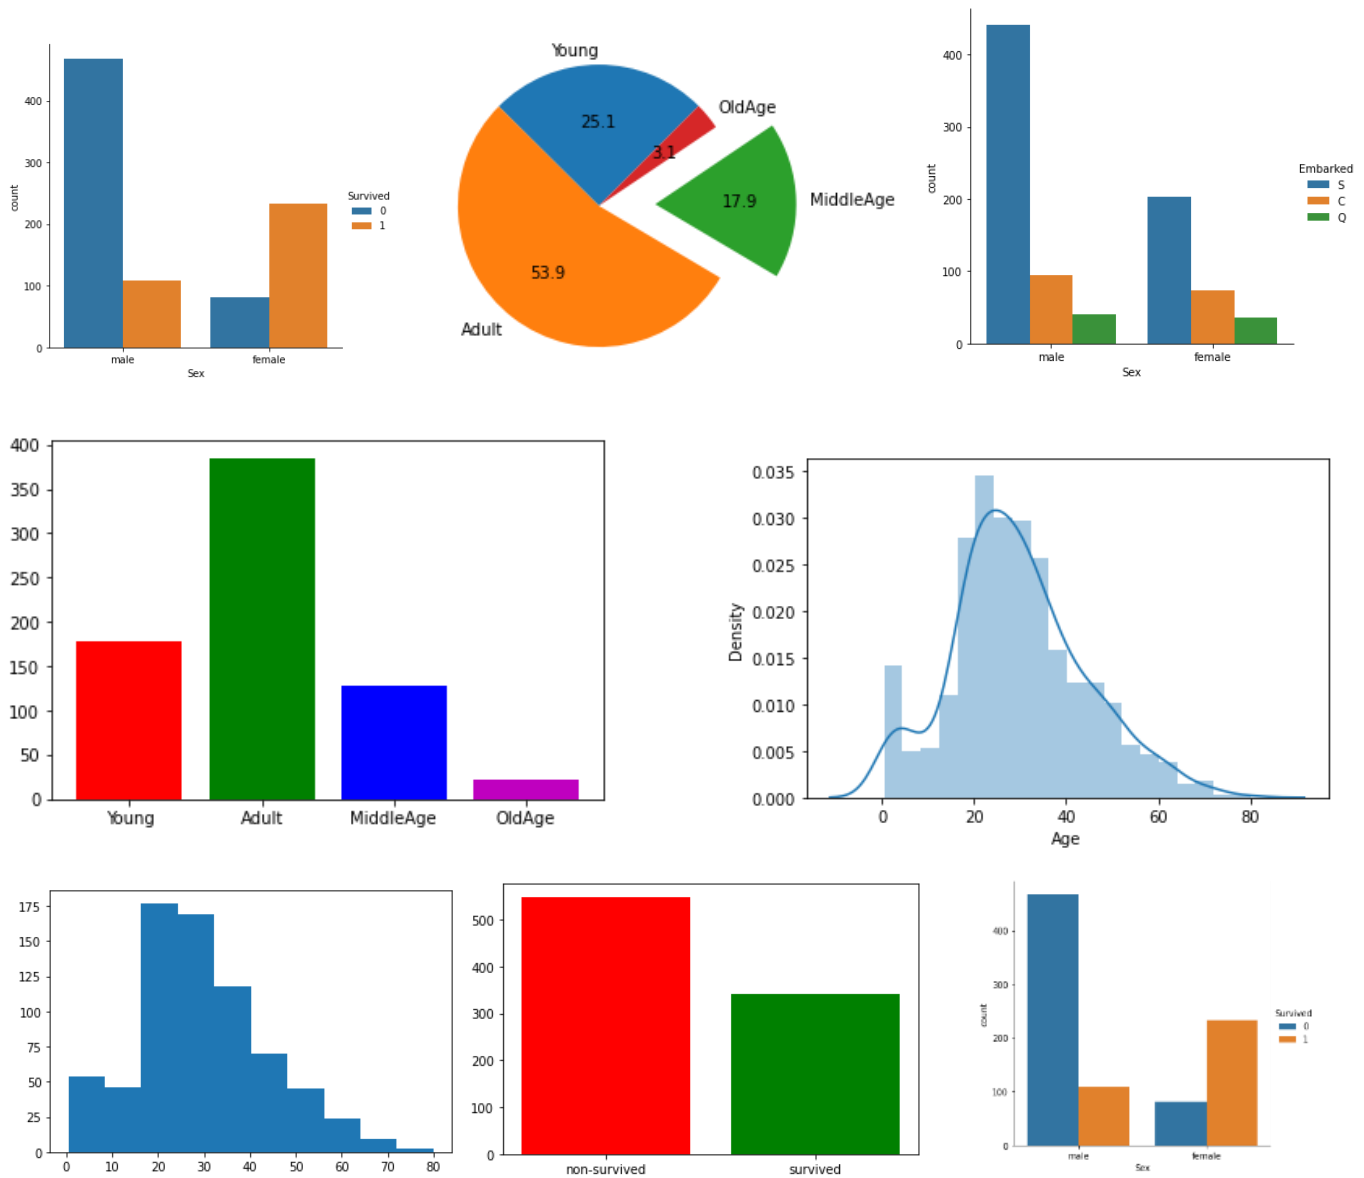 400
300
200
100
0
count
male
female
Sex
Survived
0
1
Young
OldAge
MiddleAge
Adult
25.1
3.1
17.9
53.9
400
300
200
100
0
count
male
female
Sex
Embarked
S
C
Q
400
350
300
250
200
150
100
50
0
Young Adult MiddleAge OldAge
0.035
0.030
0.025
0.020
0.015
0.010
0.005
0.000
Density
0 20 40 60 80
Age
175
150
125
100
75
50
25
0
0 10 20 30 40 50 60 70 80
500
400
300
200
100
0
non-survived survived
400
300
200
100
0
count
male female
Sex
Survived
0
1